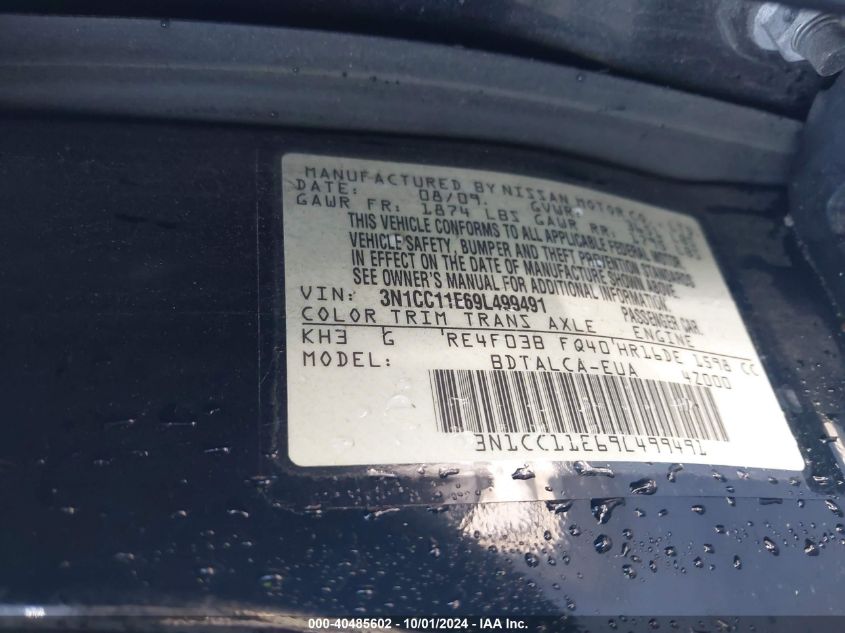 MANUFACTURED BY NISSAN MOTOR CO.
DATE: 08/09. GVWR
GAWR FR: 1874 LBS GAWR RR:
THIS VEHICLE CONFORMS TO ALL APPLICABLE FEDERAL MOTOR
VEHICLE SAFETY, BUMPER AND THEFT PREVENTION STANDARDS
IN EFFECT ON THE DATE OF MANUFACTURE SHOWN ABOVE.
SEE OWNER'S MANUAL FOR ADDITIONAL INFORMATION.
VIN: 3N1CC11E69L499491 PASSENGER CAR
COLOR TRIM TRANS AXLE ENGINE
KH3 G RE4F03B FQ40 HR16DE 1598 CC
MODEL: BDTALCA-EUA 4Z000
3N1CC11E69L499491
000-40485602 - 10/01/2024 - IAAI.COM